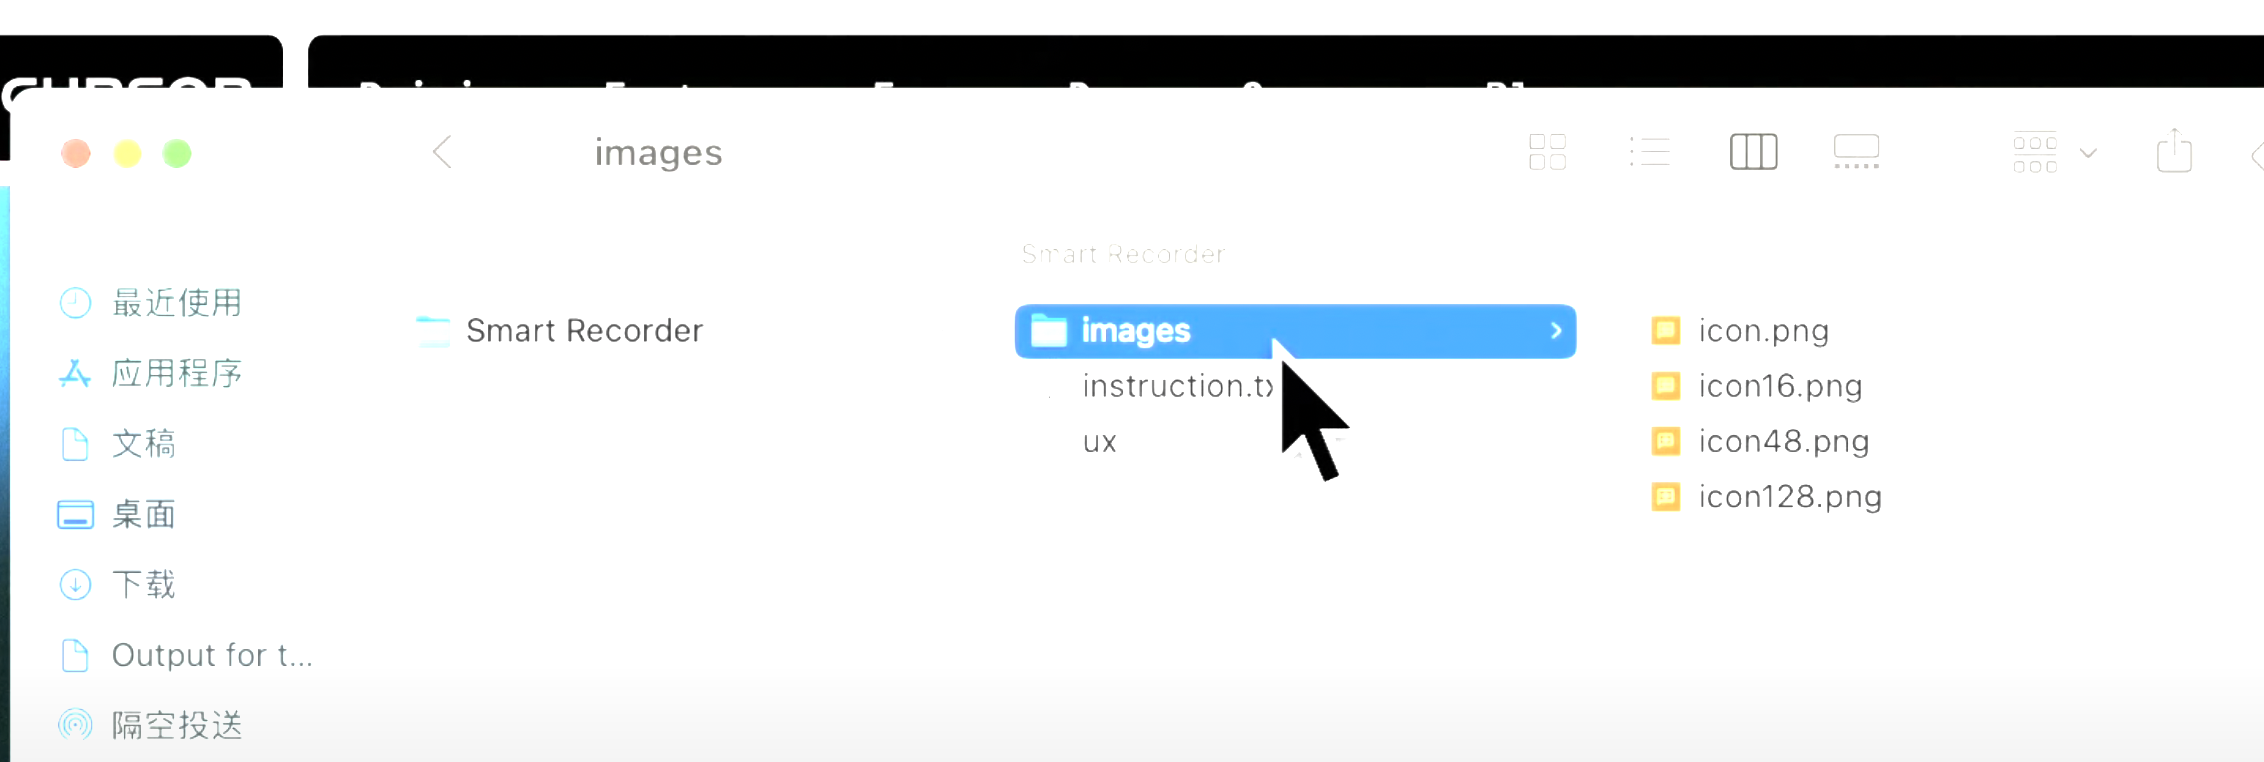 CURSOR
images
Smart Recorder
最近使用
应用程序
文稿
桌面
下载
Output for t...
隔空投送
Smart Recorder
images
instruction.tx
ux
icon.png
icon16.png
icon48.png
icon128.png